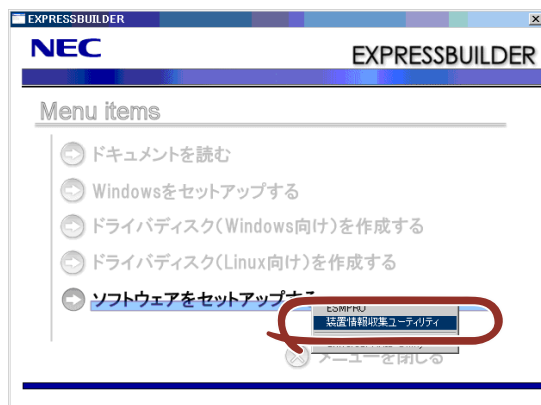 EXPRESSBUILDER
NEC
EXPRESSBUILDER
Menu items
ドキュメントを読む
Windowsをセットアップする
ドライバディスク(Windows向け)を作成する
ドライバディスク(Linux向け)を作成する
ソフトウェアをセットアップする
ESMPRO
装置情報収集ユーティリティ
メニューを閉じる